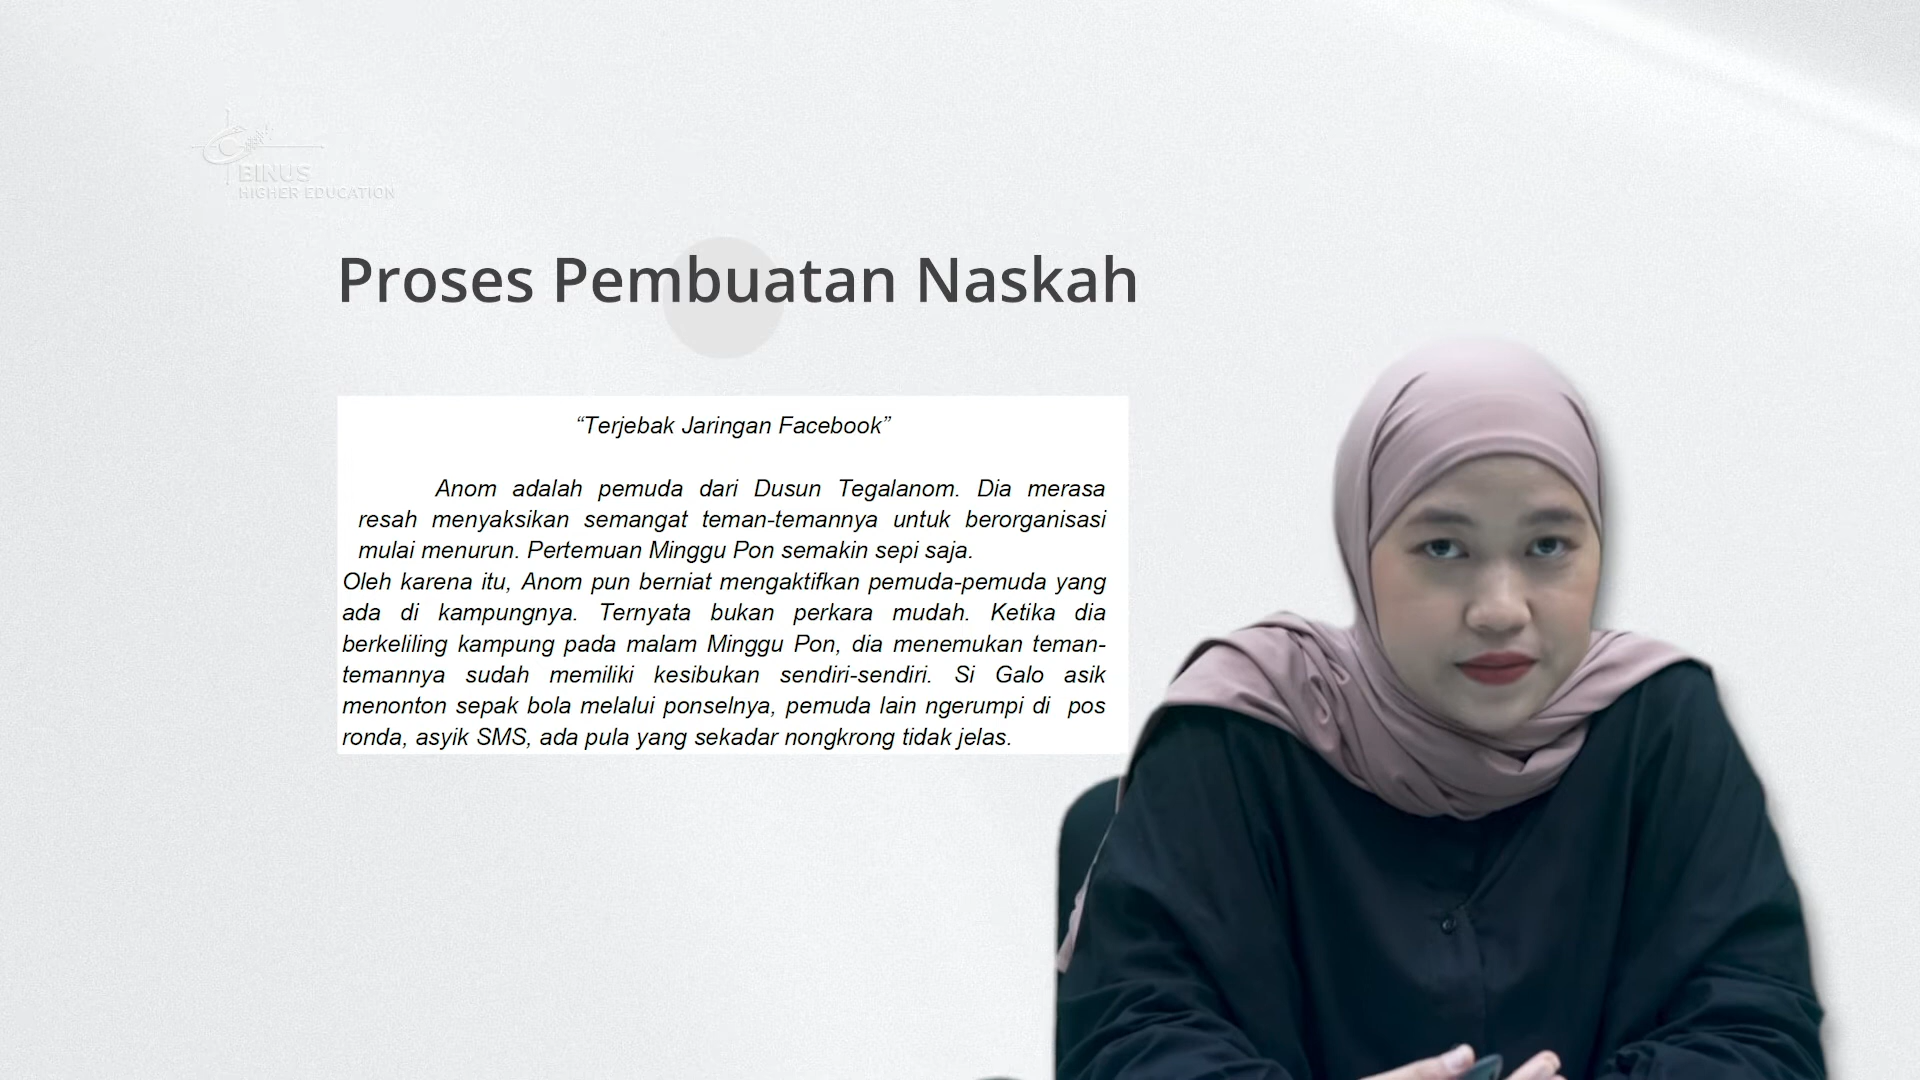 BINUS
HIGHER EDUCATION
Proses Pembuatan Naskah
“Terjebak Jaringan Facebook”
Anom adalah pemuda dari Dusun Tegalanom. Dia merasa
resah menyaksikan semangat teman-temannya untuk berorganisasi
mulai menurun. Pertemuan Minggu Pon semakin sepi saja.
Oleh karena itu, Anom pun berniat mengaktifkan pemuda-pemuda yang
ada di kampungnya. Ternyata bukan perkara mudah. Ketika dia
berkeliling kampung pada malam Minggu Pon, dia menemukan teman-
temannya sudah memiliki kesibukan sendiri-sendiri. Si Galo asik
menonton sepak bola melalui ponselnya, pemuda lain ngerumpi di pos
ronda, asyik SMS, ada pula yang sekadar nongkrong tidak jelas.